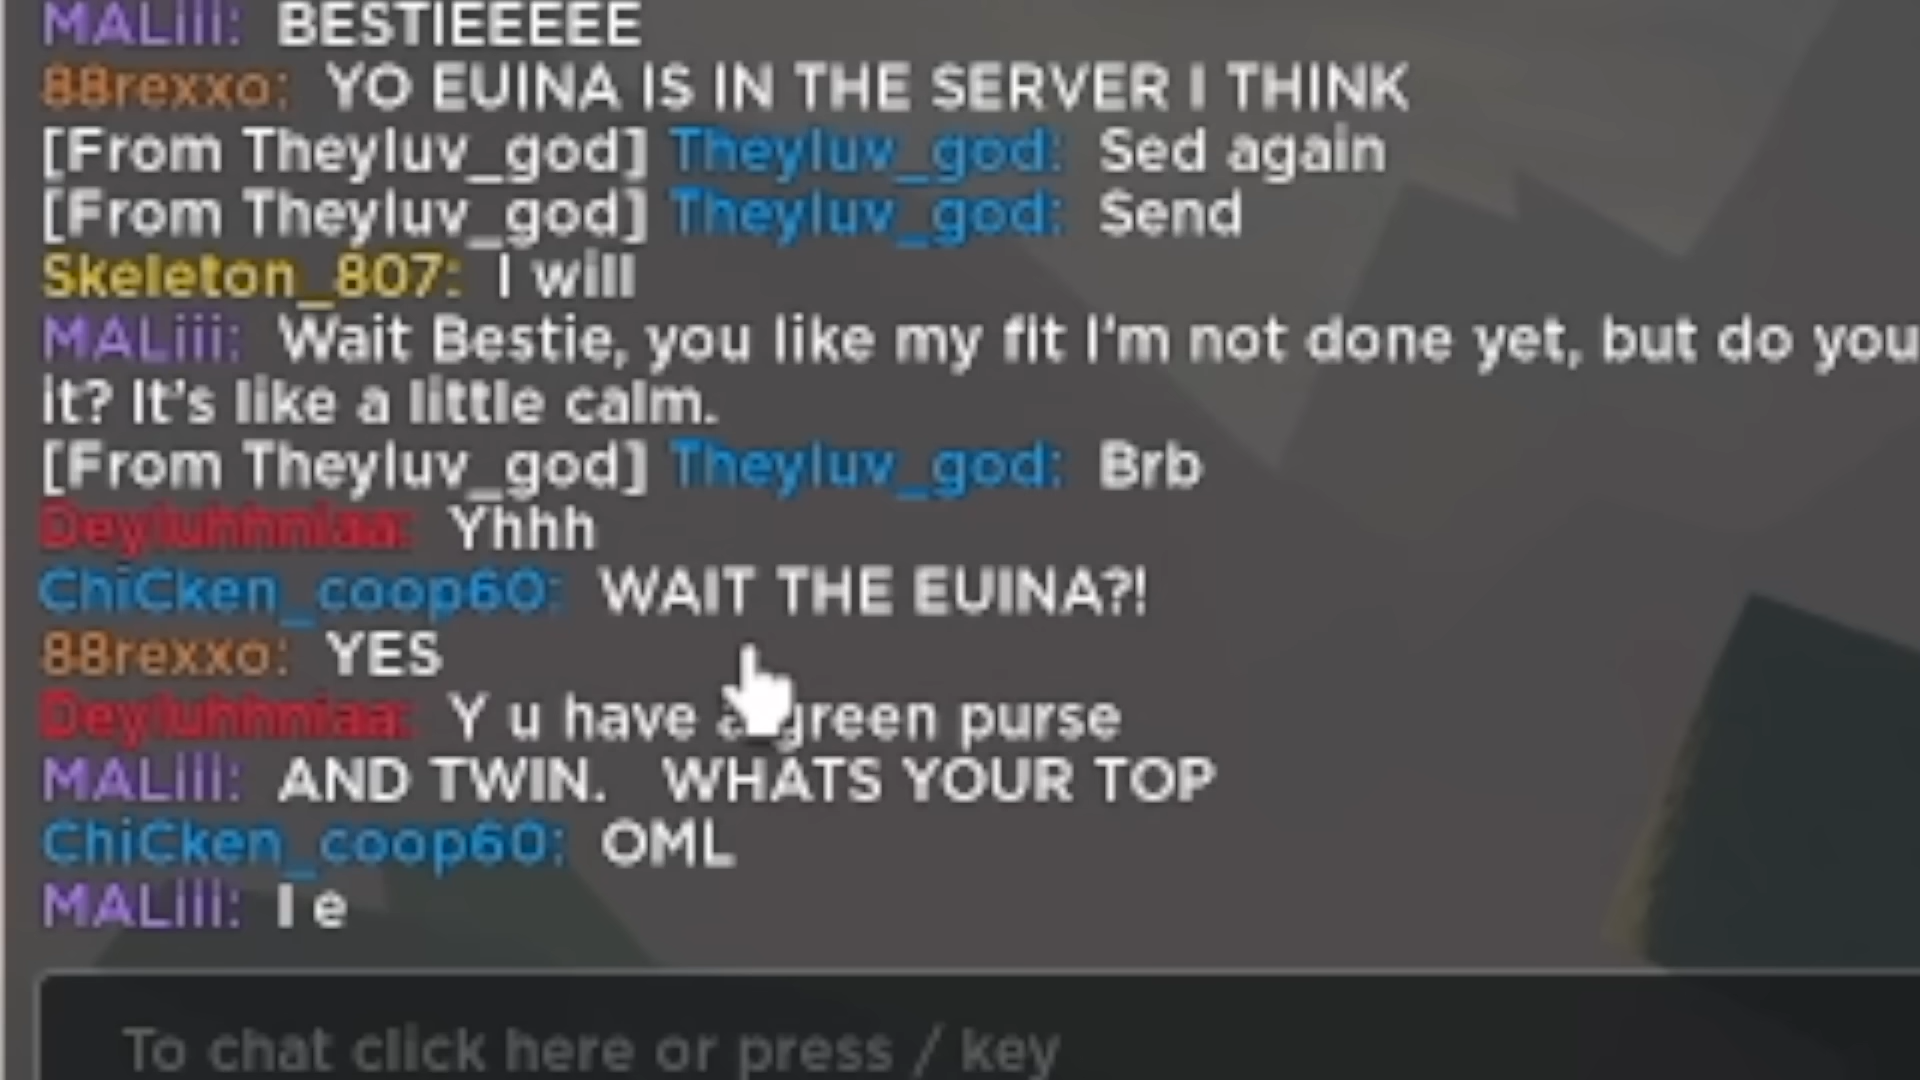 MALiii: BESTIEEEEE
88rexxo: YO EUINA IS IN THE SERVER I THINK
[From Theyluv_god] Theyluv_god: Sed again
[From Theyluv_god] Theyluv_god: Send
Skeleton_807: I will
MALiii: Wait Bestie, you like my fit I'm not done yet, but do you
it? It's like a little calm.
[From Theyluv_god] Theyluv_god: Brb
Deyluhhniaa: Yhhh
ChiCken_coop60: WAIT THE EUINA?!
88rexxo: YES
Deyluhhniaa: Y u have a green purse
MALiii: AND TWIN. WHATS YOUR TOP
ChiCken_coop60: OML
MALiii: I e
To chat click here or press / key